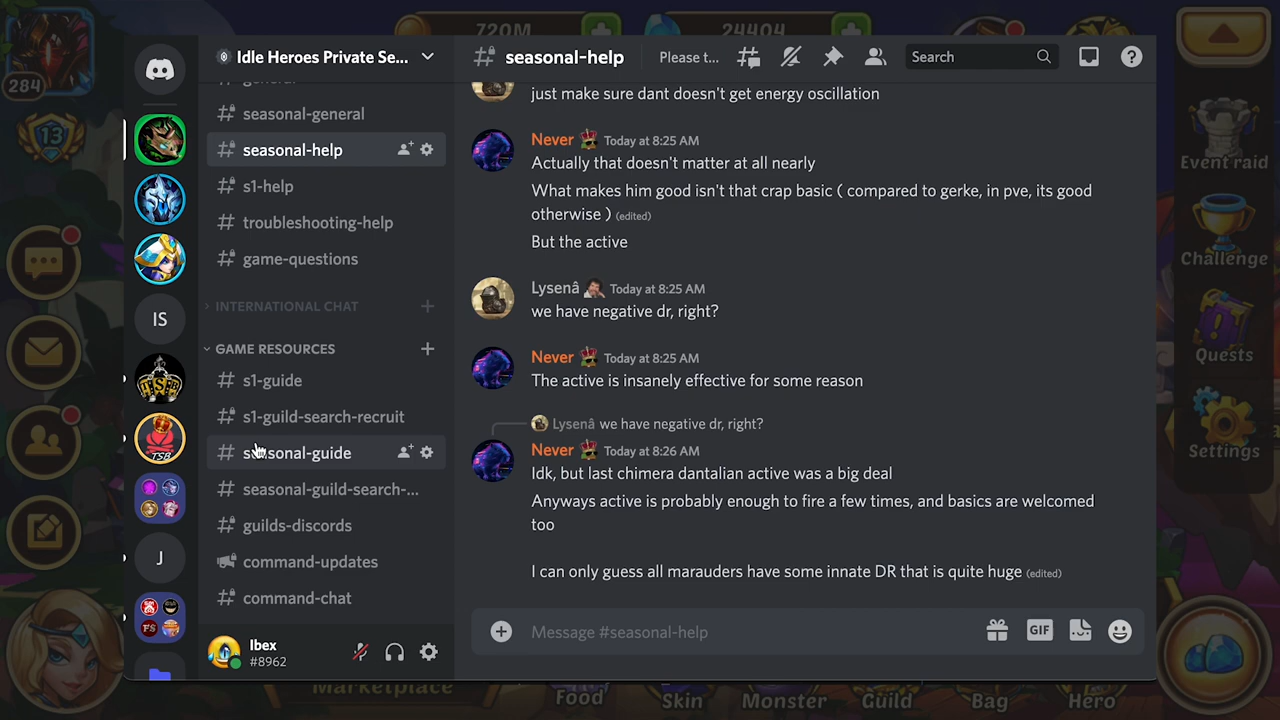 720M
24404
284
13
Event raid
Challenge
Quests
Settings
Marketplace
Food
Skin
Monster
Guild
Bag
Hero
IS
TSB
J
FS
Idle Heroes Private Se...
general
seasonal-general
seasonal-help
s1-help
troubleshooting-help
game-questions
INTERNATIONAL CHAT
GAME RESOURCES
s1-guide
s1-guild-search-recruit
seasonal-guide
seasonal-guild-search-...
guilds-discords
command-updates
command-chat
Ibex
#8962
seasonal-help
Please t...
Search
just make sure dant doesn't get energy oscillation
Never Today at 8:25 AM
Actually that doesn't matter at all nearly
What makes him good isn't that crap basic ( compared to gerke, in pve, its good
otherwise ) (edited)
But the active
Lysenâ Today at 8:25 AM
we have negative dr, right?
Never Today at 8:25 AM
The active is insanely effective for some reason
Lysenâ we have negative dr, right?
Never Today at 8:26 AM
Idk, but last chimera dantalian active was a big deal
Anyways active is probably enough to fire a few times, and basics are welcomed
too
I can only guess all marauders have some innate DR that is quite huge (edited)
Message #seasonal-help
GIF